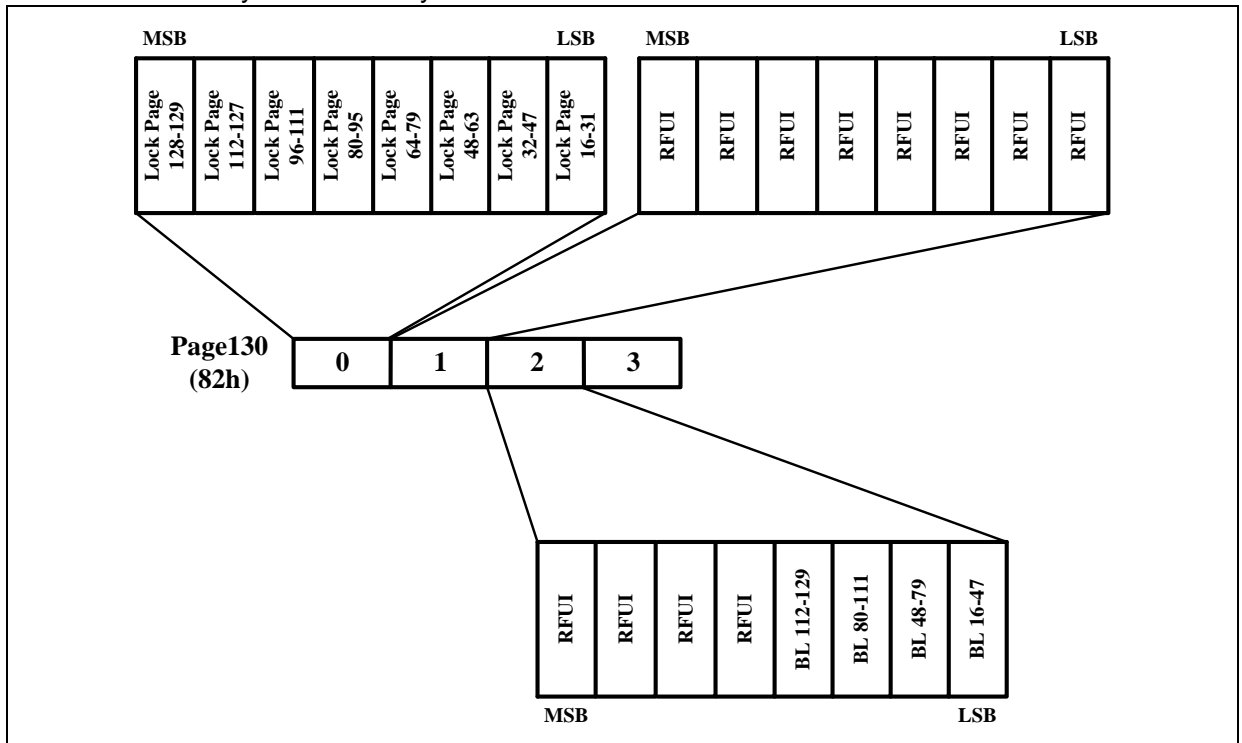 MSB LSB MSB LSB
Lock Page
128-129
Lock Page
112-127
Lock Page
96-111
Lock Page
80-95
Lock Page
64-79
Lock Page
48-63
Lock Page
32-47
Lock Page
16-31
RFUI
RFUI
RFUI
RFUI
RFUI
RFUI
RFUI
RFUI
Page130
(82h)
0 1 2 3
RFUI
RFUI
RFUI
RFUI
BL 112-129
BL 80-111
BL 48-79
BL 16-47
MSB LSB